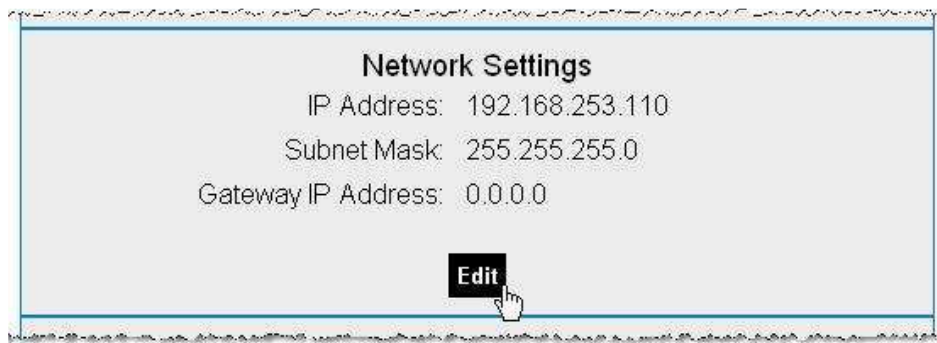 Network Settings
IP Address: 192.168.253.110
Subnet Mask: 255.255.255.0
Gateway IP Address: 0.0.0.0
Edit